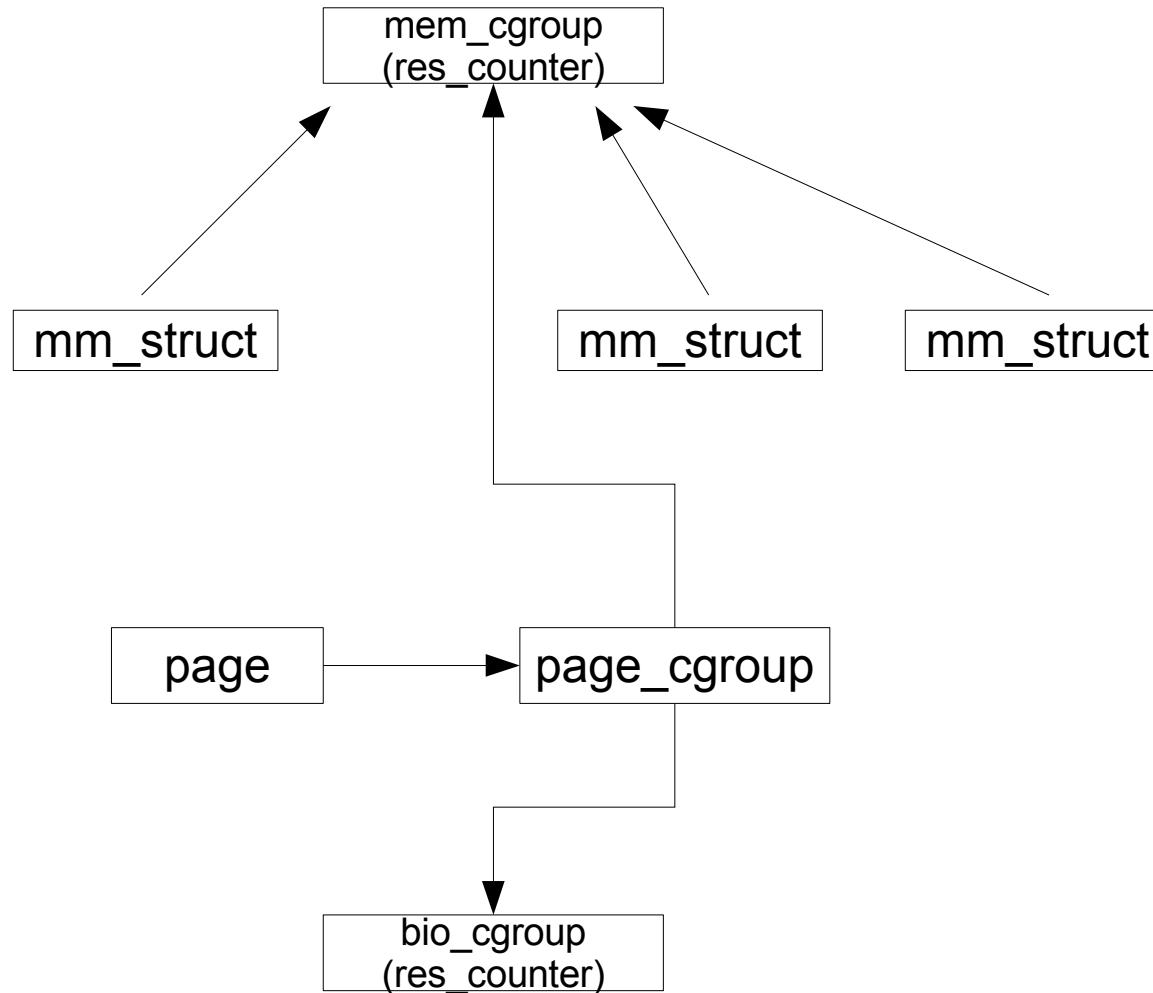 mem_cgroup
(res_counter)
mm_struct
mm_struct
mm_struct
page
page_cgroup
bio_cgroup
(res_counter)